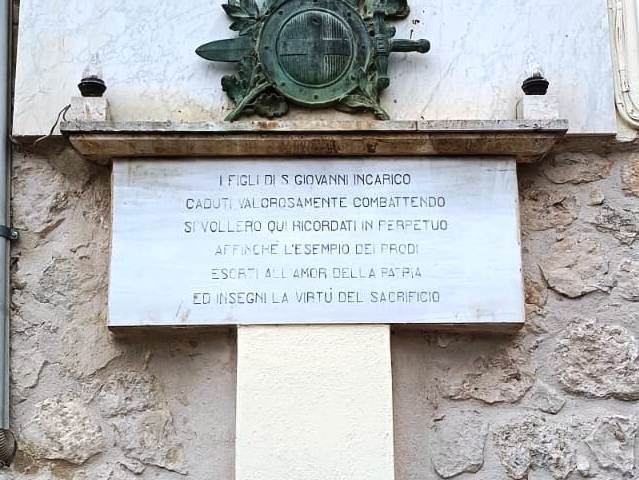 I FIGLI DI S. GIOVANNI INCARICO
CADUTI VALOROSAMENTE COMBATTENDO
SI VOLLERO QUI RICORDATI IN PERPETUO
AFFINCHÈ L'ESEMPIO DEI PRODI
ESORTI ALL'AMOR DELLA PATRIA
ED INSEGNI LA VIRTÙ DEL SACRIFICIO